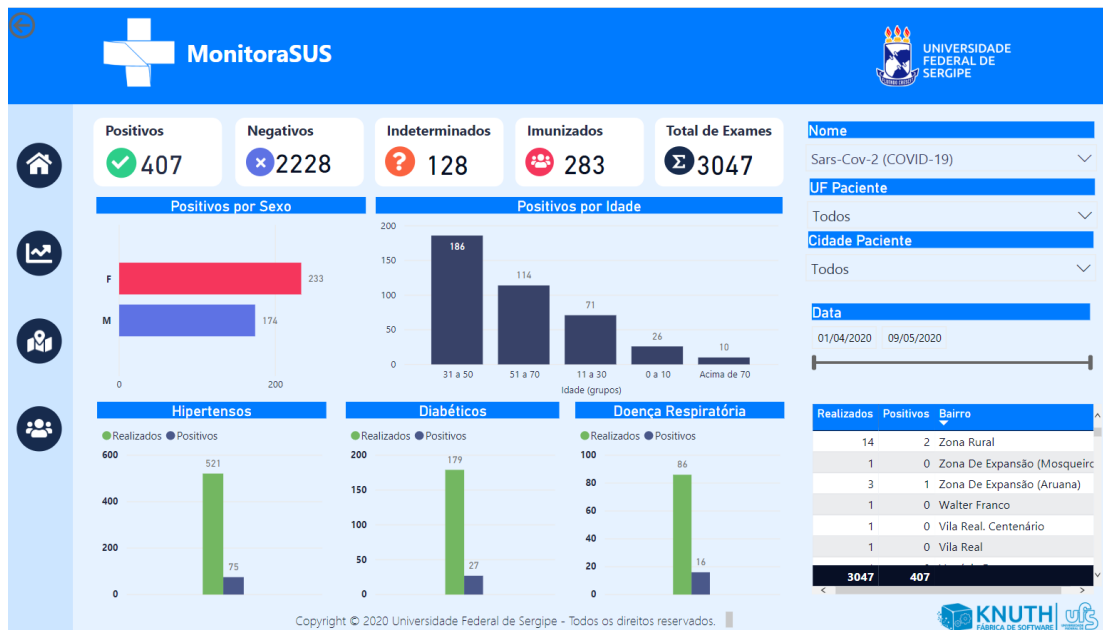 MonitoraSUS
UNIVERSIDADE
FEDERAL DE
SERGIPE
Positivos
407
Negativos
2228
Indeterminados
128
Imunizados
283
Total de Exames
3047
Nome
Sars-Cov-2 (COVID-19)
UF Paciente
Todos
Cidade Paciente
Todos
Data
01/04/2020 09/05/2020
Positivos por Sexo
F 233
M 174
0 200
Positivos por Idade
200
150
100
50
0
186
114
71
26
10
31 a 50 51 a 70 11 a 30 0 a 10 Acima de 70
Idade (grupos)
Hipertensos
Realizados Positivos
600
400
200
0
521
75
Diabéticos
Realizados Positivos
200
150
100
50
0
179
27
Doença Respiratória
Realizados Positivos
100
80
60
40
20
0
86
16
Realizados Positivos Bairro
14 2 Zona Rural
1 0 Zona De Expansão (Mosqueiro
3 1 Zona De Expansão (Aruana)
1 0 Walter Franco
1 0 Vila Real. Centenário
1 0 Vila Real
3047 407
Copyright © 2020 Universidade Federal de Sergipe - Todos os direitos reservados.
KNUTH
FÁBRICA DE SOFTWARE
ufs